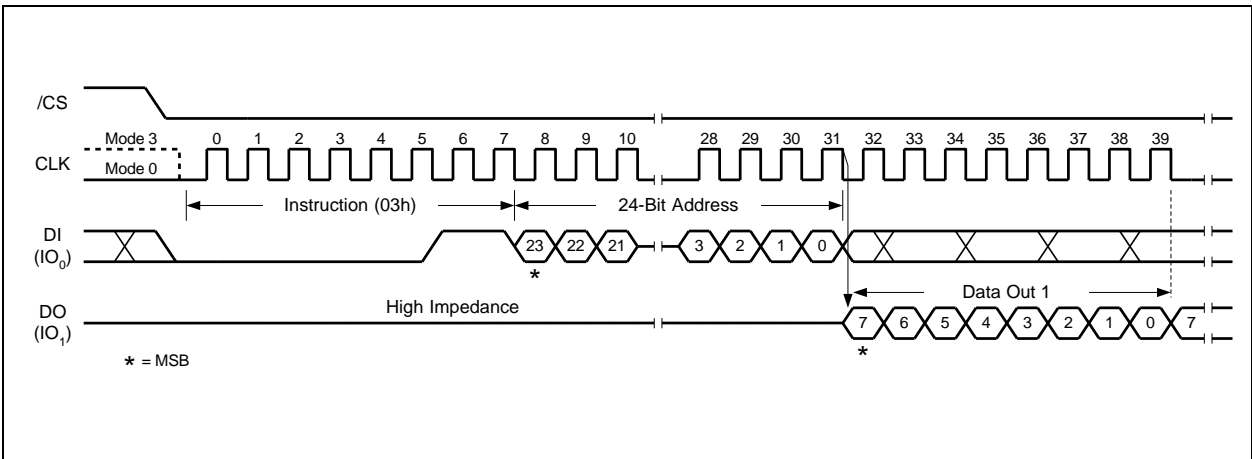 /CS
Mode 3
0 1 2 3 4 5 6 7 8 9 10 28 29 30 31 32 33 34 35 36 37 38 39
CLK
Mode 0
Instruction (03h)
24-Bit Address
DI
(IO0)
23 22 21 3 2 1 0
*
Data Out 1
High Impedance
DO
(IO1)
7 6 5 4 3 2 1 0 7
*
* = MSB